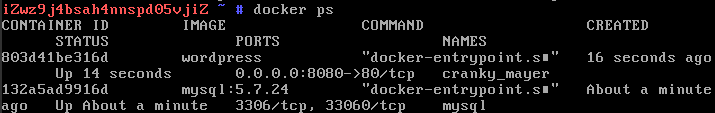 iZwz9j4bsah4nnspd05vjiZ ~ # docker ps
CONTAINER ID IMAGE COMMAND CREATED
STATUS PORTS NAMES
803d41be316d wordpress "docker-entrypoint.s■" 16 seconds ago
Up 14 seconds 0.0.0.0:8080->80/tcp cranky_mayer
132a5ad9916d mysql:5.7.24 "docker-entrypoint.s■" About a minute
ago Up About a minute 3306/tcp, 33060/tcp mysql